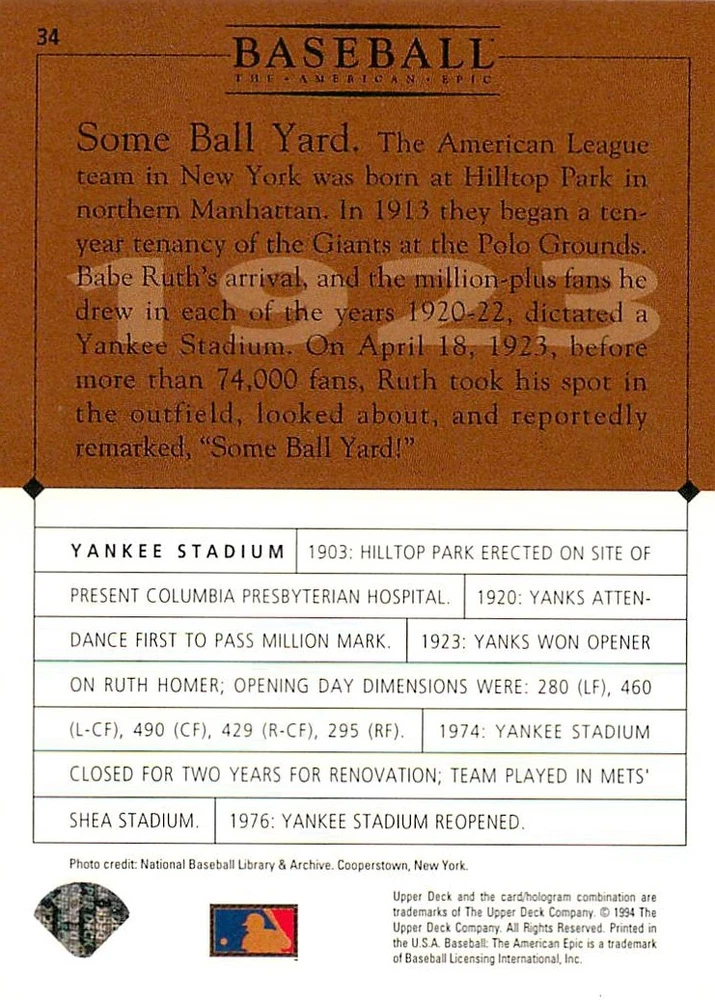 34
BASEBALL
THE • AMERICAN • EPIC
Some Ball Yard. The American League
team in New York was born at Hilltop Park in
northern Manhattan. In 1913 they began a ten-
year tenancy of the Giants at the Polo Grounds.
Babe Ruth's arrival, and the million-plus fans he
drew in each of the years 1920-22, dictated a
Yankee Stadium. On April 18, 1923, before
more than 74,000 fans, Ruth took his spot in
the outfield, looked about, and reportedly
remarked, “Some Ball Yard!”
1923
YANKEE STADIUM 1903: HILLTOP PARK ERECTED ON SITE OF
PRESENT COLUMBIA PRESBYTERIAN HOSPITAL. 1920: YANKS ATTEN-
DANCE FIRST TO PASS MILLION MARK. 1923: YANKS WON OPENER
ON RUTH HOMER; OPENING DAY DIMENSIONS WERE: 280 (LF), 460
(L-CF), 490 (CF), 429 (R-CF), 295 (RF). 1974: YANKEE STADIUM
CLOSED FOR TWO YEARS FOR RENOVATION; TEAM PLAYED IN METS'
SHEA STADIUM. 1976: YANKEE STADIUM REOPENED.
Photo credit: National Baseball Library & Archive. Cooperstown, New York.
Upper Deck and the card/hologram combination are
trademarks of The Upper Deck Company. © 1994 The
Upper Deck Company. All Rights Reserved. Printed in
the U.S.A. Baseball: The American Epic is a trademark
of Baseball Licensing International, Inc.